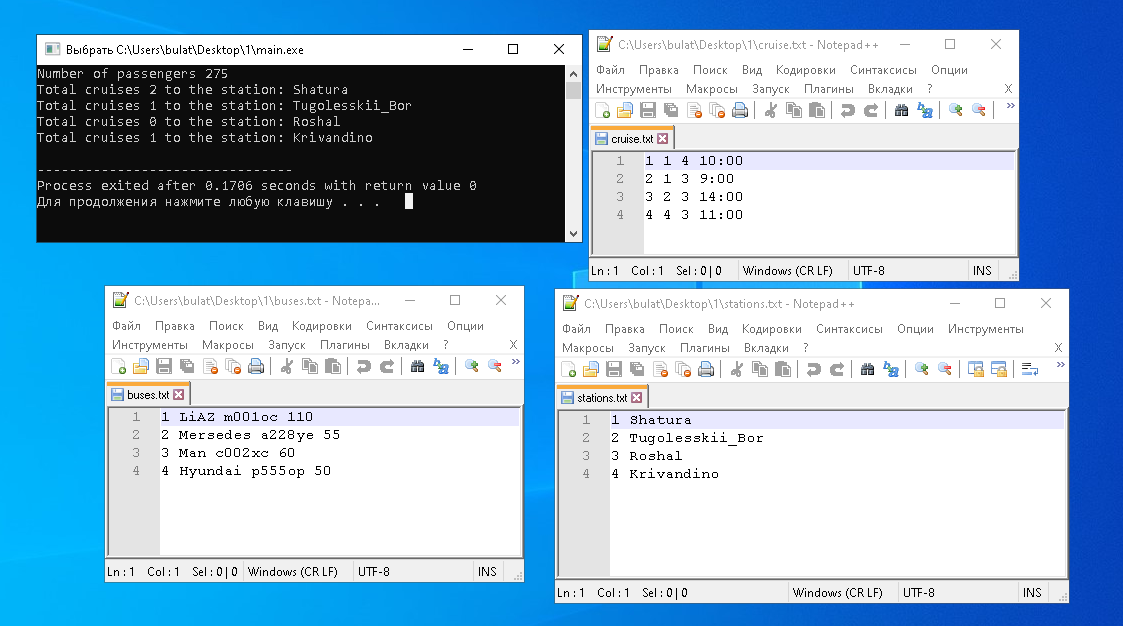 Выбрать C:\Users\bulat\Desktop\1\main.exe
Number of passengers 275
Total cruises 2 to the station: Shatura
Total cruises 1 to the station: Tugolesskii_Bor
Total cruises 0 to the station: Roshal
Total cruises 1 to the station: Krivandino
--------------------------------
Process exited after 0.1706 seconds with return value 0
Для продолжения нажмите любую клавишу . . .
C:\Users\bulat\Desktop\1\cruise.txt - Notepad++
Файл Правка Поиск Вид Кодировки Синтаксисы Опции
Инструменты Макросы Запуск Плагины Вкладки ? X
cruise.txt
1 1 1 4 10:00
2 2 1 3 9:00
3 3 2 3 14:00
4 4 4 3 11:00
Ln : 1 Col : 1 Sel : 0 | 0 Windows (CR LF) UTF-8 INS
C:\Users\bulat\Desktop\1\buses.txt - Notepa...
Файл Правка Поиск Вид Кодировки Синтаксисы Опции
Инструменты Макросы Запуск Плагины Вкладки ? X
buses.txt
1 1 LiAZ m001oc 110
2 2 Mersedes a228ye 55
3 3 Man c002xc 60
4 4 Hyundai p555op 50
Ln : 1 Col : 1 Sel : 0 | 0 Windows (CR LF) UTF-8 INS
C:\Users\bulat\Desktop\1\stations.txt - Notepad++
Файл Правка Поиск Вид Кодировки Синтаксисы Опции Инструменты
Макросы Запуск Плагины Вкладки ? X
stations.txt
1 1 Shatura
2 2 Tugolesskii_Bor
3 3 Roshal
4 4 Krivandino
Ln : 1 Col : 1 Sel : 0 | 0 Windows (CR LF) UTF-8 INS